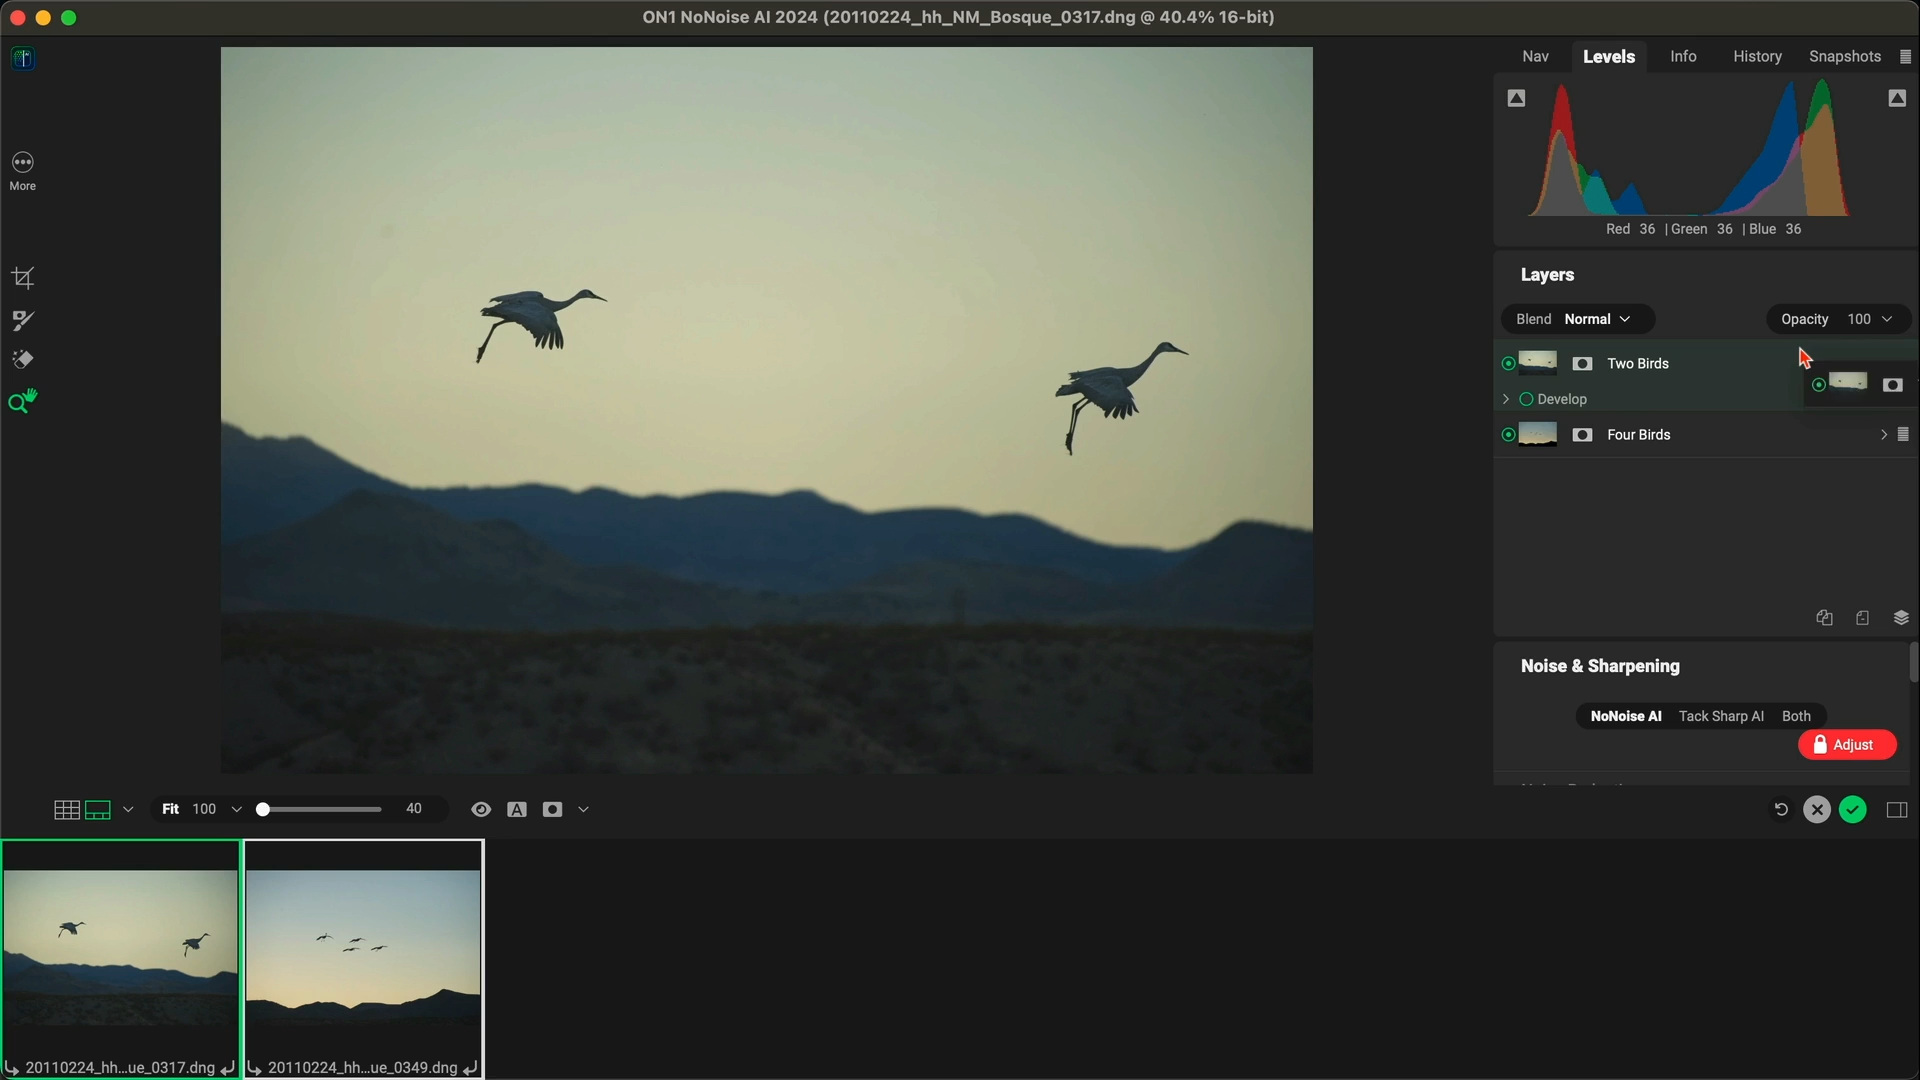 ON1 NoNoise AI 2024 (20110224_hh_NM_Bosque_0317.dng @ 40.4% 16-bit)
Nav Levels Info History Snapshots
More
Red 36 | Green 36 | Blue 36
Layers
Blend Normal Opacity 100
Two Birds
Develop
Four Birds
Noise & Sharpening
NoNoise AI Tack Sharp AI Both
Adjust
Fit 100 40 A
20110224_hh...ue_0317.dng 20110224_hh...ue_0349.dng